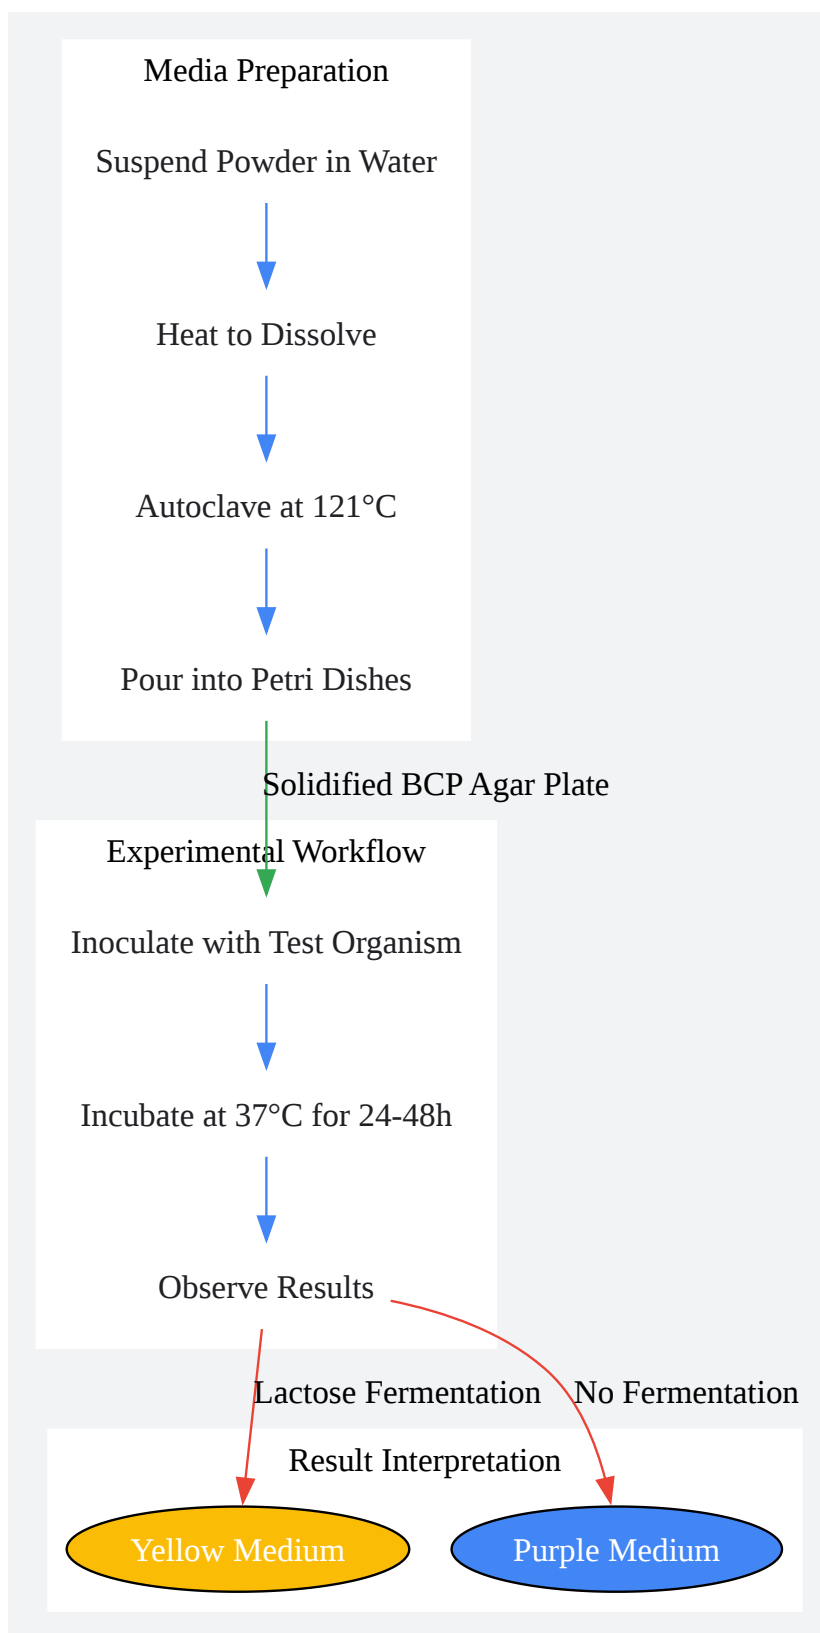 Media Preparation
Suspend Powder in Water
Heat to Dissolve
Autoclave at 121°C
Pour into Petri Dishes
Solidified BCP Agar Plate
Experimental Workflow
Inoculate with Test Organism
Incubate at 37°C for 24-48h
Observe Results
Lactose Fermentation
No Fermentation
Result Interpretation
Yellow Medium
Purple Medium